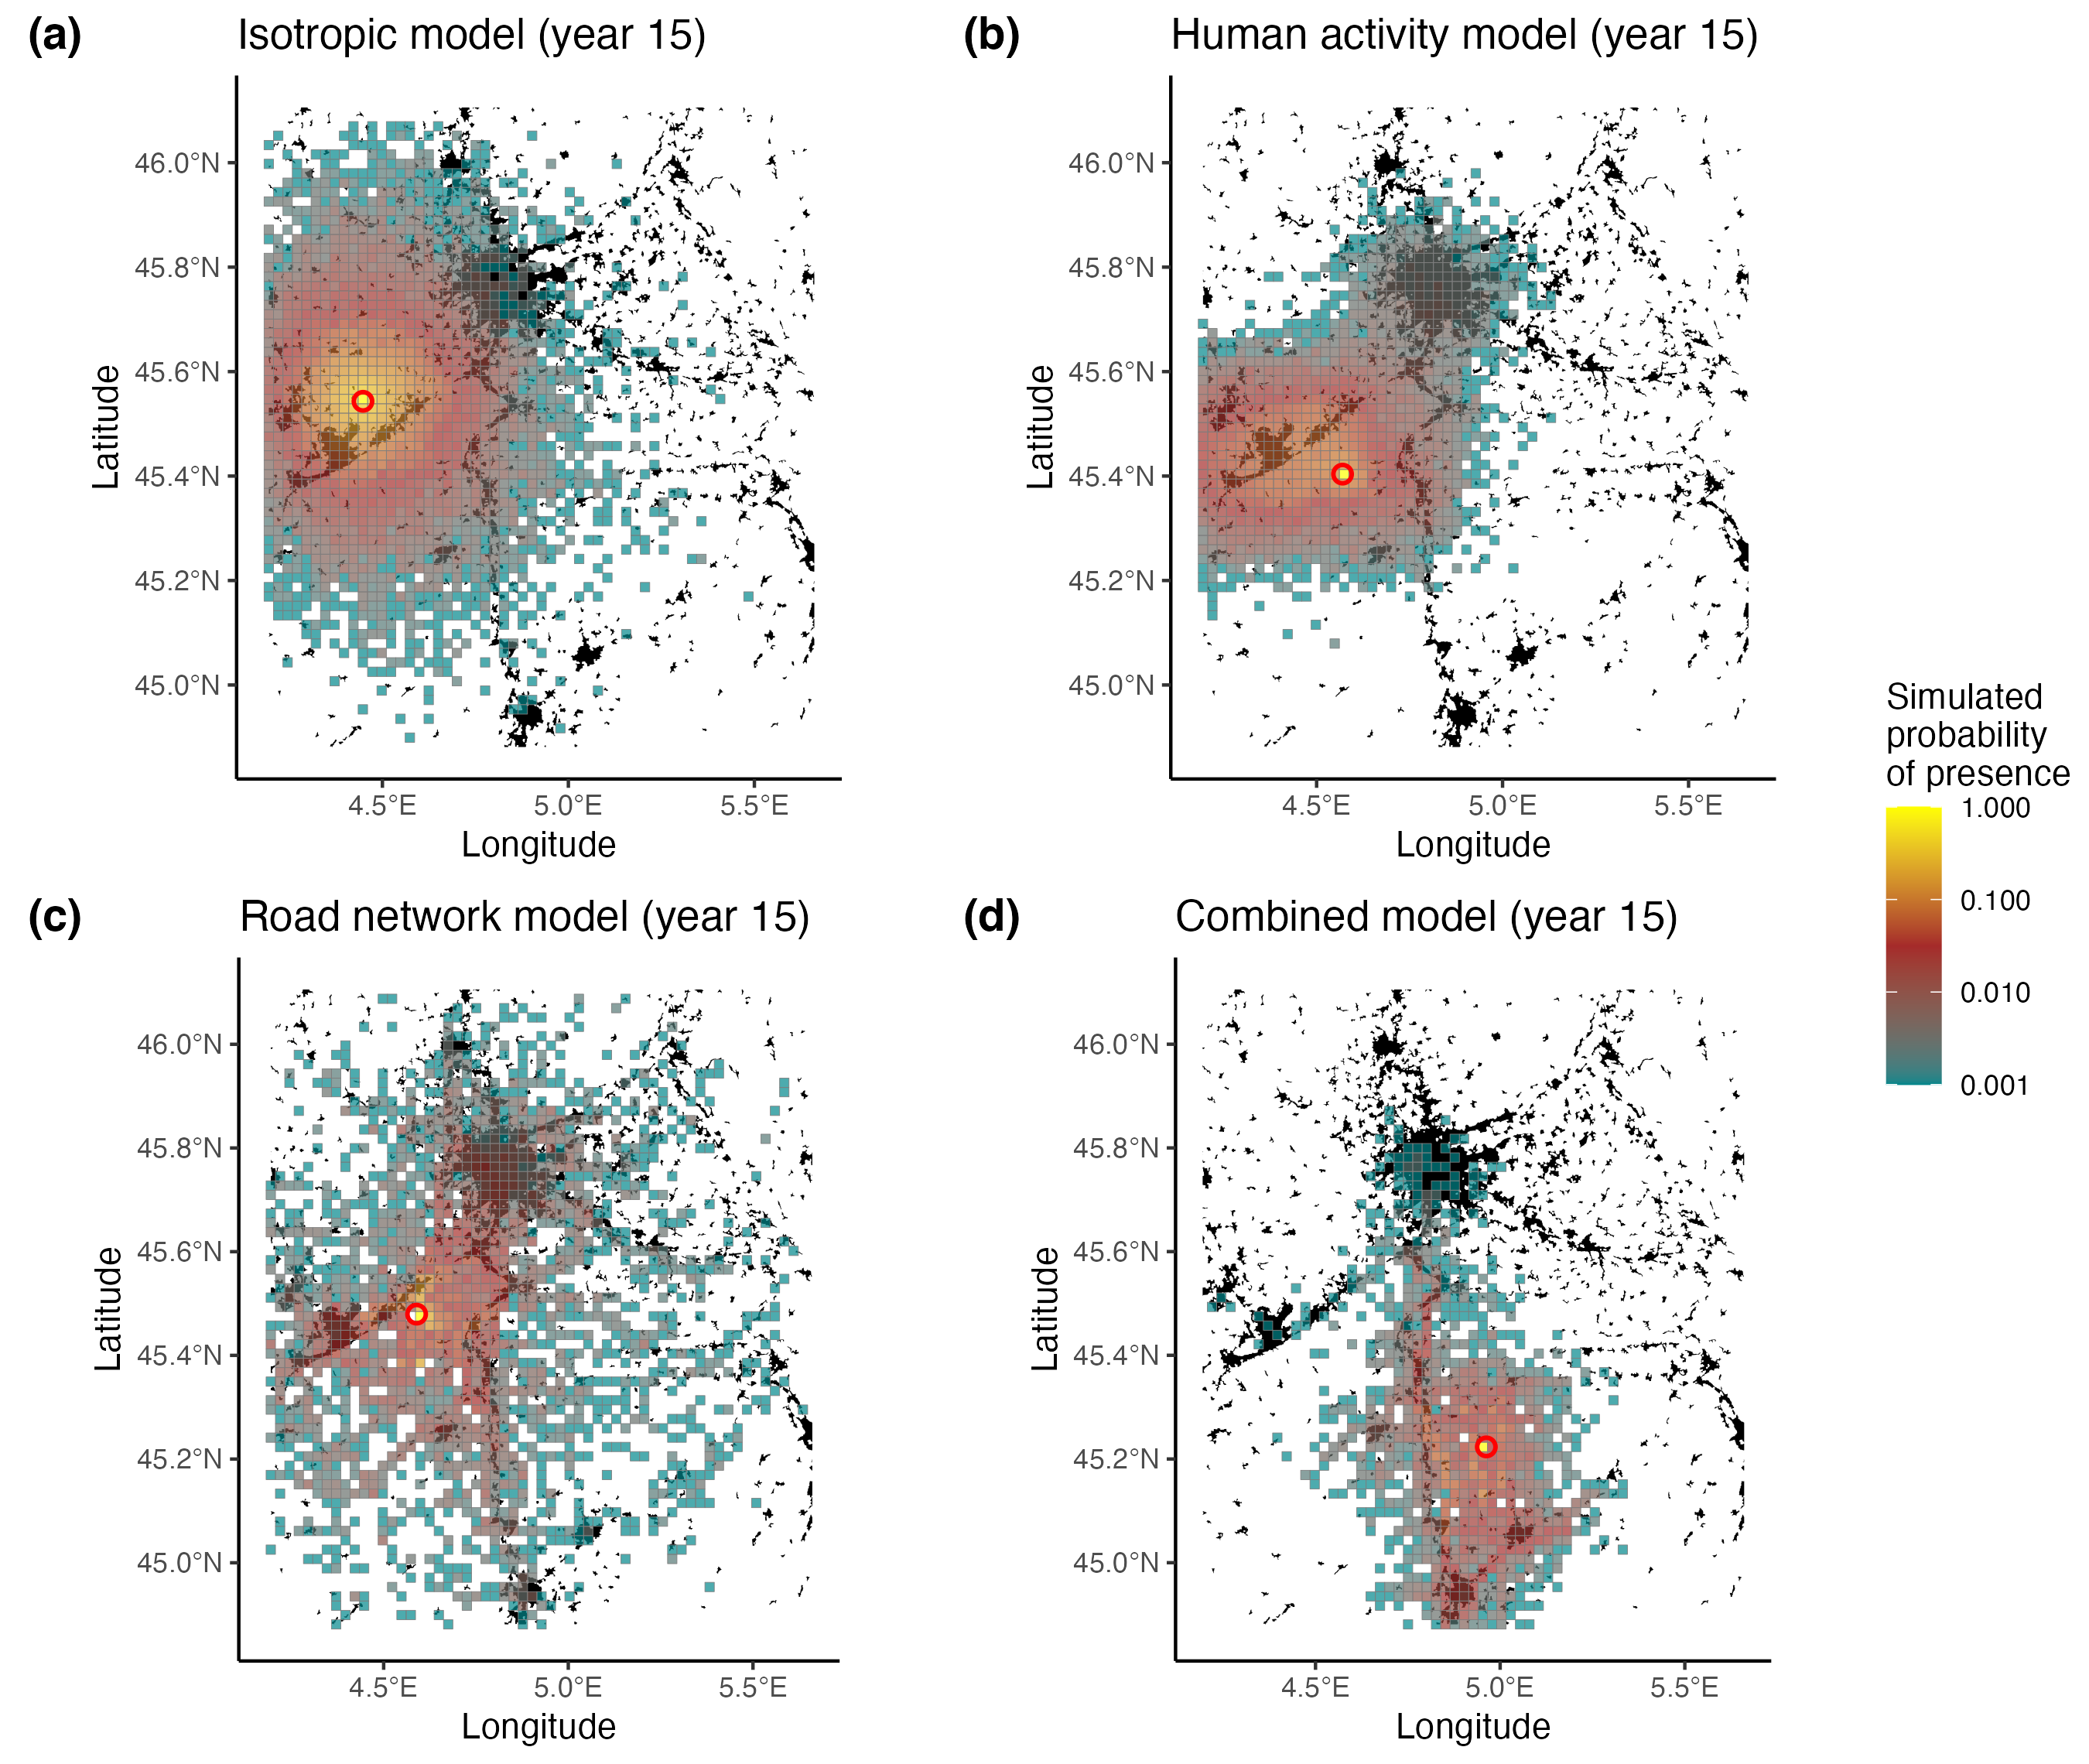 (a) Isotropic model (year 15)
46.0°N
45.8°N
45.6°N
45.4°N
45.2°N
45.0°N
Latitude
4.5°E 5.0°E 5.5°E
Longitude
(b) Human activity model (year 15)
46.0°N
45.8°N
45.6°N
45.4°N
45.2°N
45.0°N
Latitude
4.5°E 5.0°E 5.5°E
Longitude
(c) Road network model (year 15)
46.0°N
45.8°N
45.6°N
45.4°N
45.2°N
45.0°N
Latitude
4.5°E 5.0°E 5.5°E
Longitude
(d) Combined model (year 15)
46.0°N
45.8°N
45.6°N
45.4°N
45.2°N
45.0°N
Latitude
4.5°E 5.0°E 5.5°E
Longitude
Simulated
probability
of presence
1.000
0.100
0.010
0.001